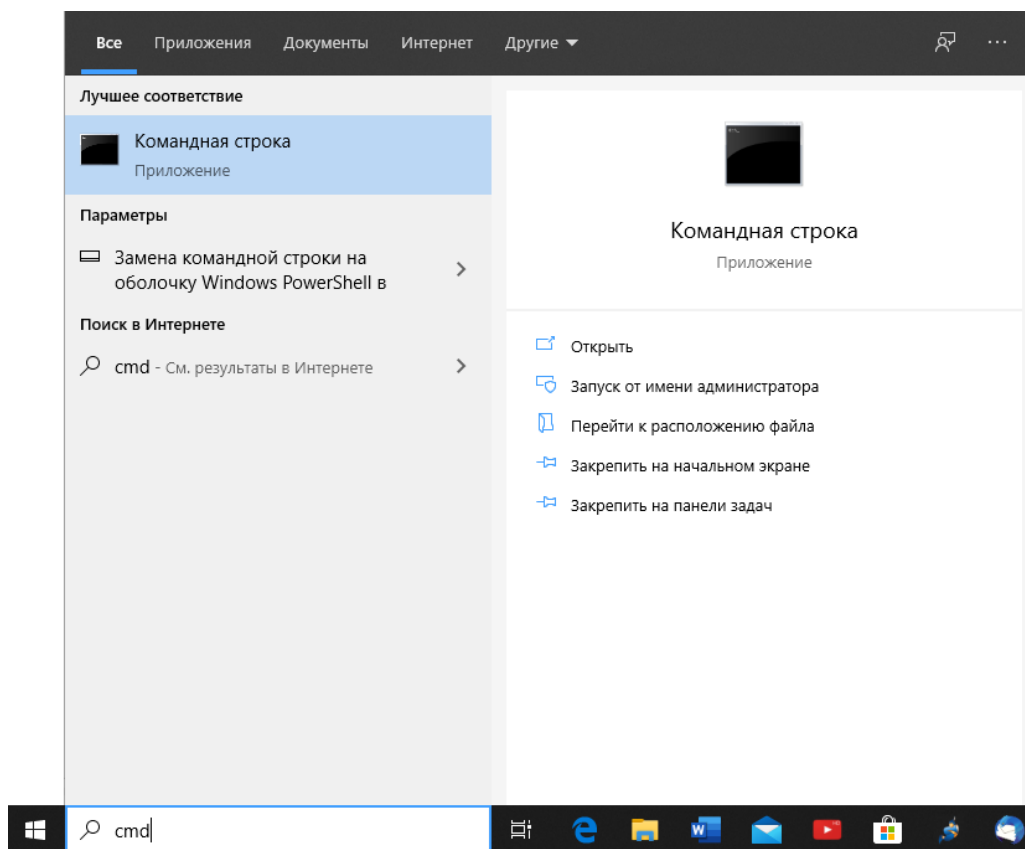 Все Приложения Документы Интернет Другие
Лучшее соответствие
Командная строка
Приложение
Параметры
Замена командной строки на
оболочку Windows PowerShell в
Поиск в Интернете
cmd - См. результаты в Интернете
Командная строка
Приложение
Открыть
Запуск от имени администратора
Перейти к расположению файла
Закрепить на начальном экране
Закрепить на панели задач
cmd